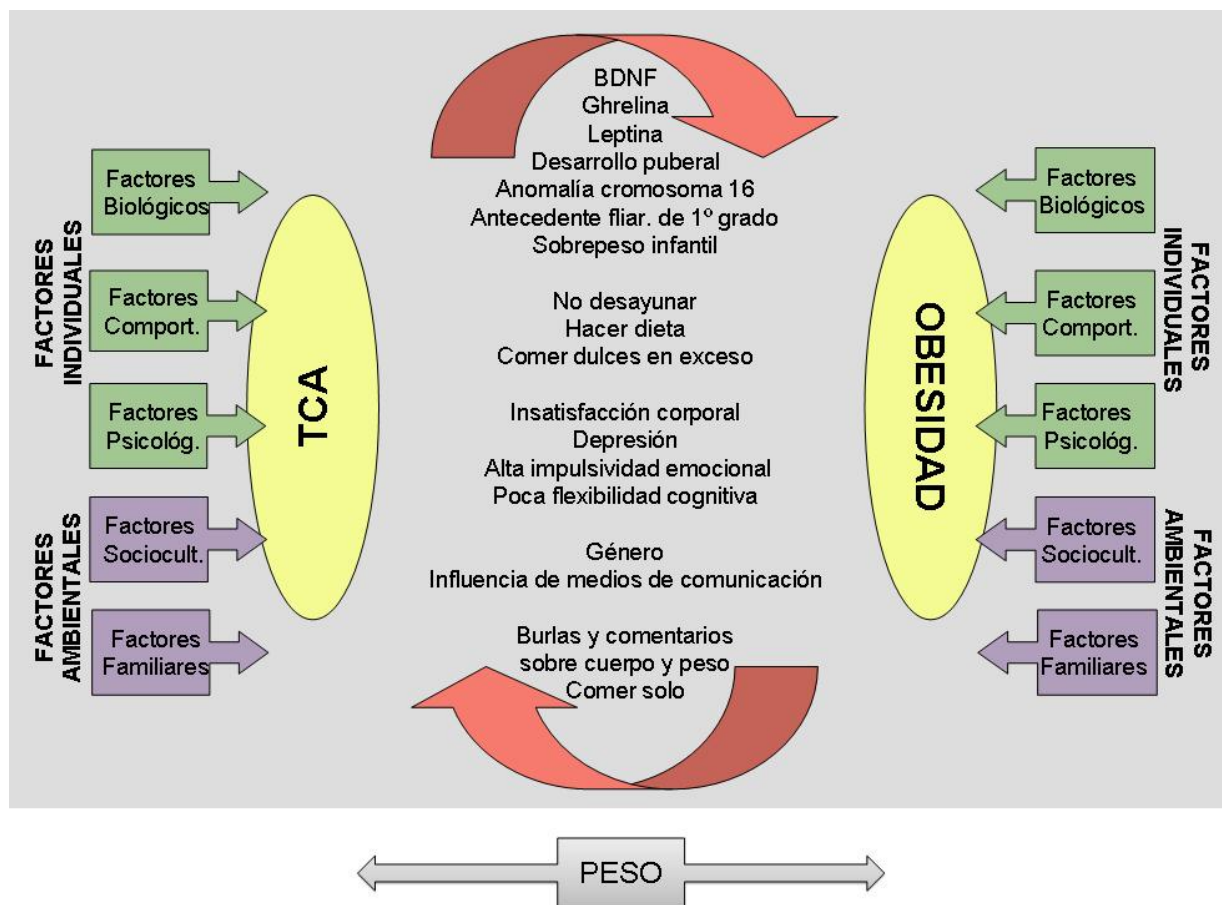 FACTORES
INDIVIDUALES
Factores
Biológicos
Factores
Comport.
Factores
Psicológ.
FACTORES
AMBIENTALES
Factores
Sociocult.
Factores
Familiares
TCA
BDNF
Ghrelina
Leptina
Desarrollo puberal
Anomalía cromosoma 16
Antecedente fliar. de 1º grado
Sobrepeso infantil
No desayunar
Hacer dieta
Comer dulces en exceso
Insatisfacción corporal
Depresión
Alta impulsividad emocional
Poca flexibilidad cognitiva
Género
Influencia de medios de comunicación
Burlas y comentarios
sobre cuerpo y peso
Comer solo
OBESIDAD
Factores
Biológicos
Factores
Comport.
Factores
Psicológ.
FACTORES
INDIVIDUALES
Factores
Sociocult.
Factores
Familiares
FACTORES
AMBIENTALES
PESO